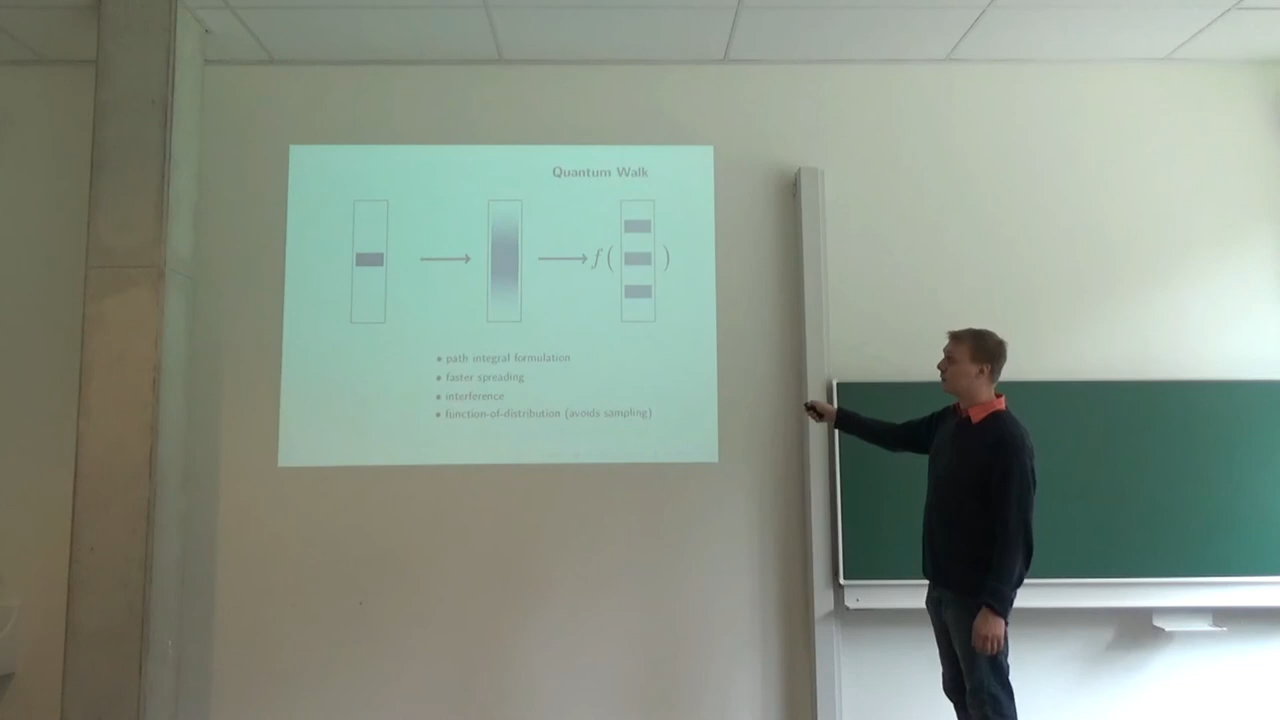 Quantum Walk
f ( )
• path integral formulation
• faster spreading
• interference
• function-of-distribution (avoids sampling)